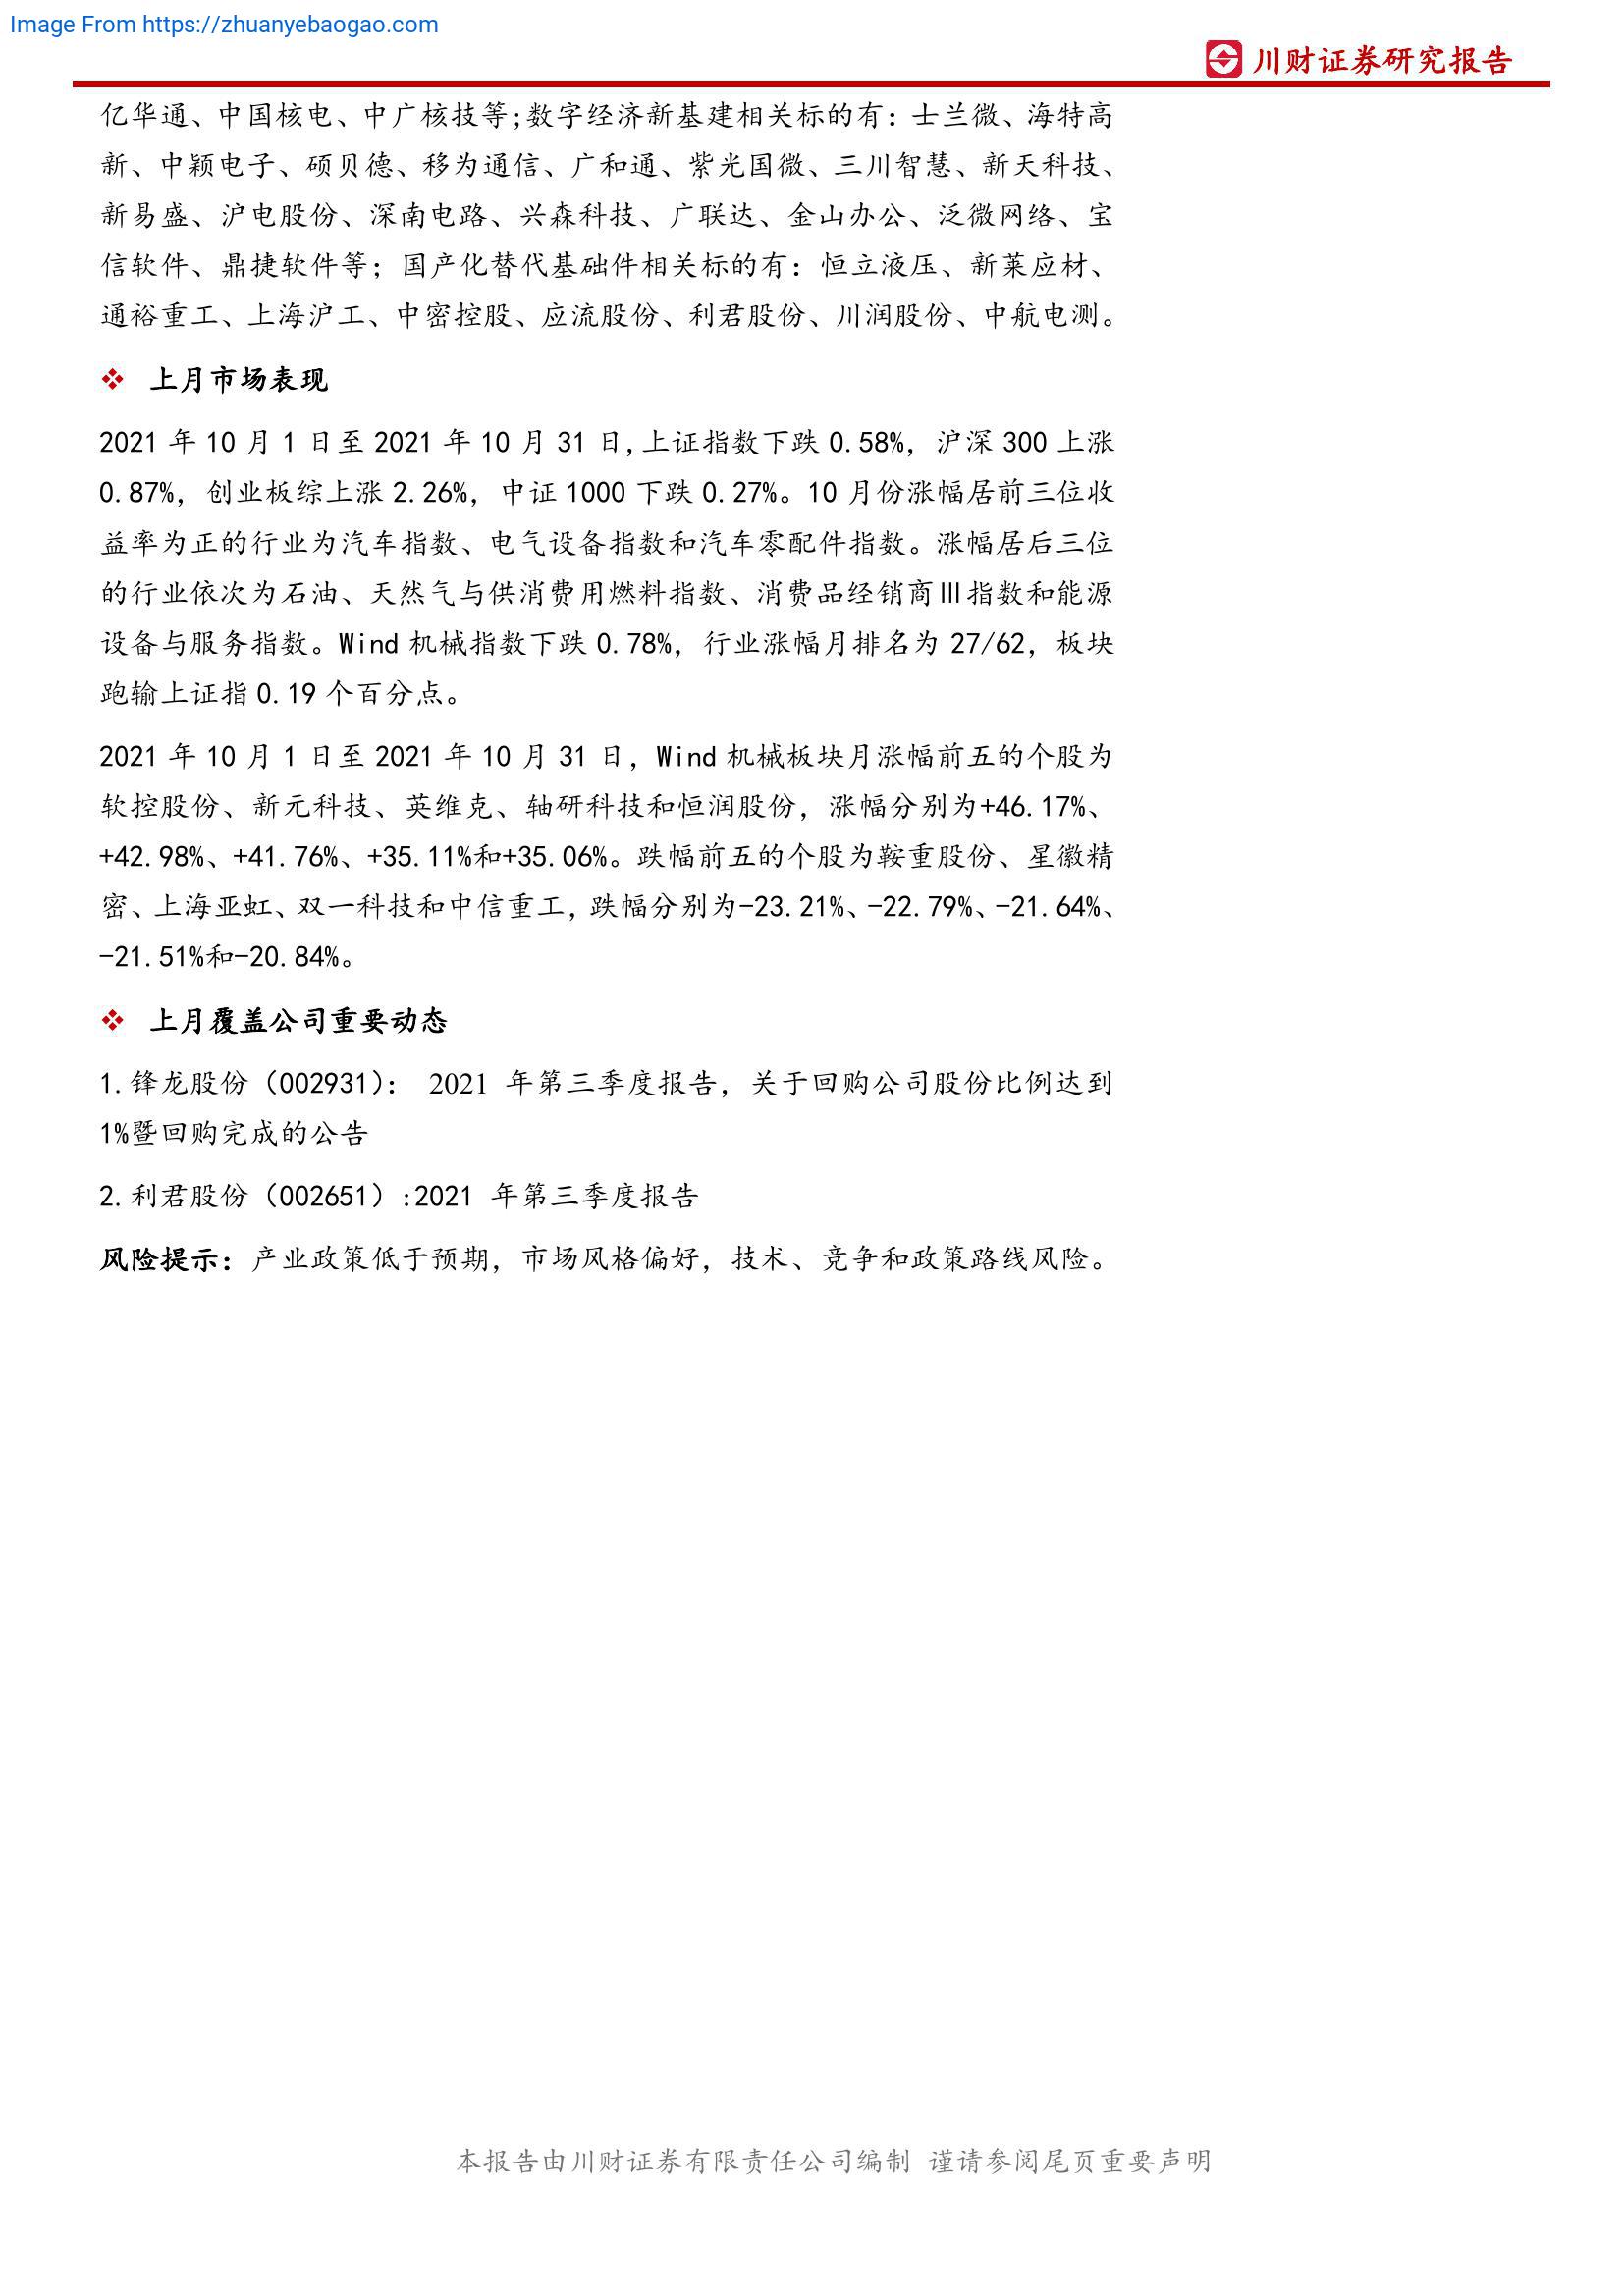 Image From https://zhuanyebaogao.com
川财证券研究报告
亿华通、中国核电、中广核技等;数字经济新基建相关标的有：士兰微、海特高
新、中颖电子、硕贝德、移为通信、广和通、紫光国微、三川智慧、新天科技、
新易盛、沪电股份、深南电路、兴森科技、广联达、金山办公、泛微网络、宝
信软件、鼎捷软件等；国产化替代基础件相关标的有：恒立液压、新莱应材、
通裕重工、上海沪工、中密控股、应流股份、利君股份、川润股份、中航电测。
❖ 上月市场表现
2021 年 10 月 1 日至 2021 年 10 月 31 日,上证指数下跌 0.58%，沪深 300 上涨
0.87%，创业板综上涨 2.26%，中证 1000 下跌 0.27%。10 月份涨幅居前三位收
益率为正的行业为汽车指数、电气设备指数和汽车零配件指数。涨幅居后三位
的行业依次为石油、天然气与供消费用燃料指数、消费品经销商Ⅲ指数和能源
设备与服务指数。Wind 机械指数下跌 0.78%，行业涨幅月排名为 27/62，板块
跑输上证指 0.19 个百分点。
2021 年 10 月 1 日至 2021 年 10 月 31 日，Wind 机械板块月涨幅前五的个股为
软控股份、新元科技、英维克、轴研科技和恒润股份，涨幅分别为+46.17%、
+42.98%、+41.76%、+35.11%和+35.06%。跌幅前五的个股为鞍重股份、星徽精
密、上海亚虹、双一科技和中信重工，跌幅分别为-23.21%、-22.79%、-21.64%、
-21.51%和-20.84%。
❖ 上月覆盖公司重要动态
1.锋龙股份（002931）： 2021 年第三季度报告，关于回购公司股份比例达到
1%暨回购完成的公告
2.利君股份（002651）:2021 年第三季度报告
风险提示：产业政策低于预期，市场风格偏好，技术、竞争和政策路线风险。
本报告由川财证券有限责任公司编制 谨请参阅尾页重要声明